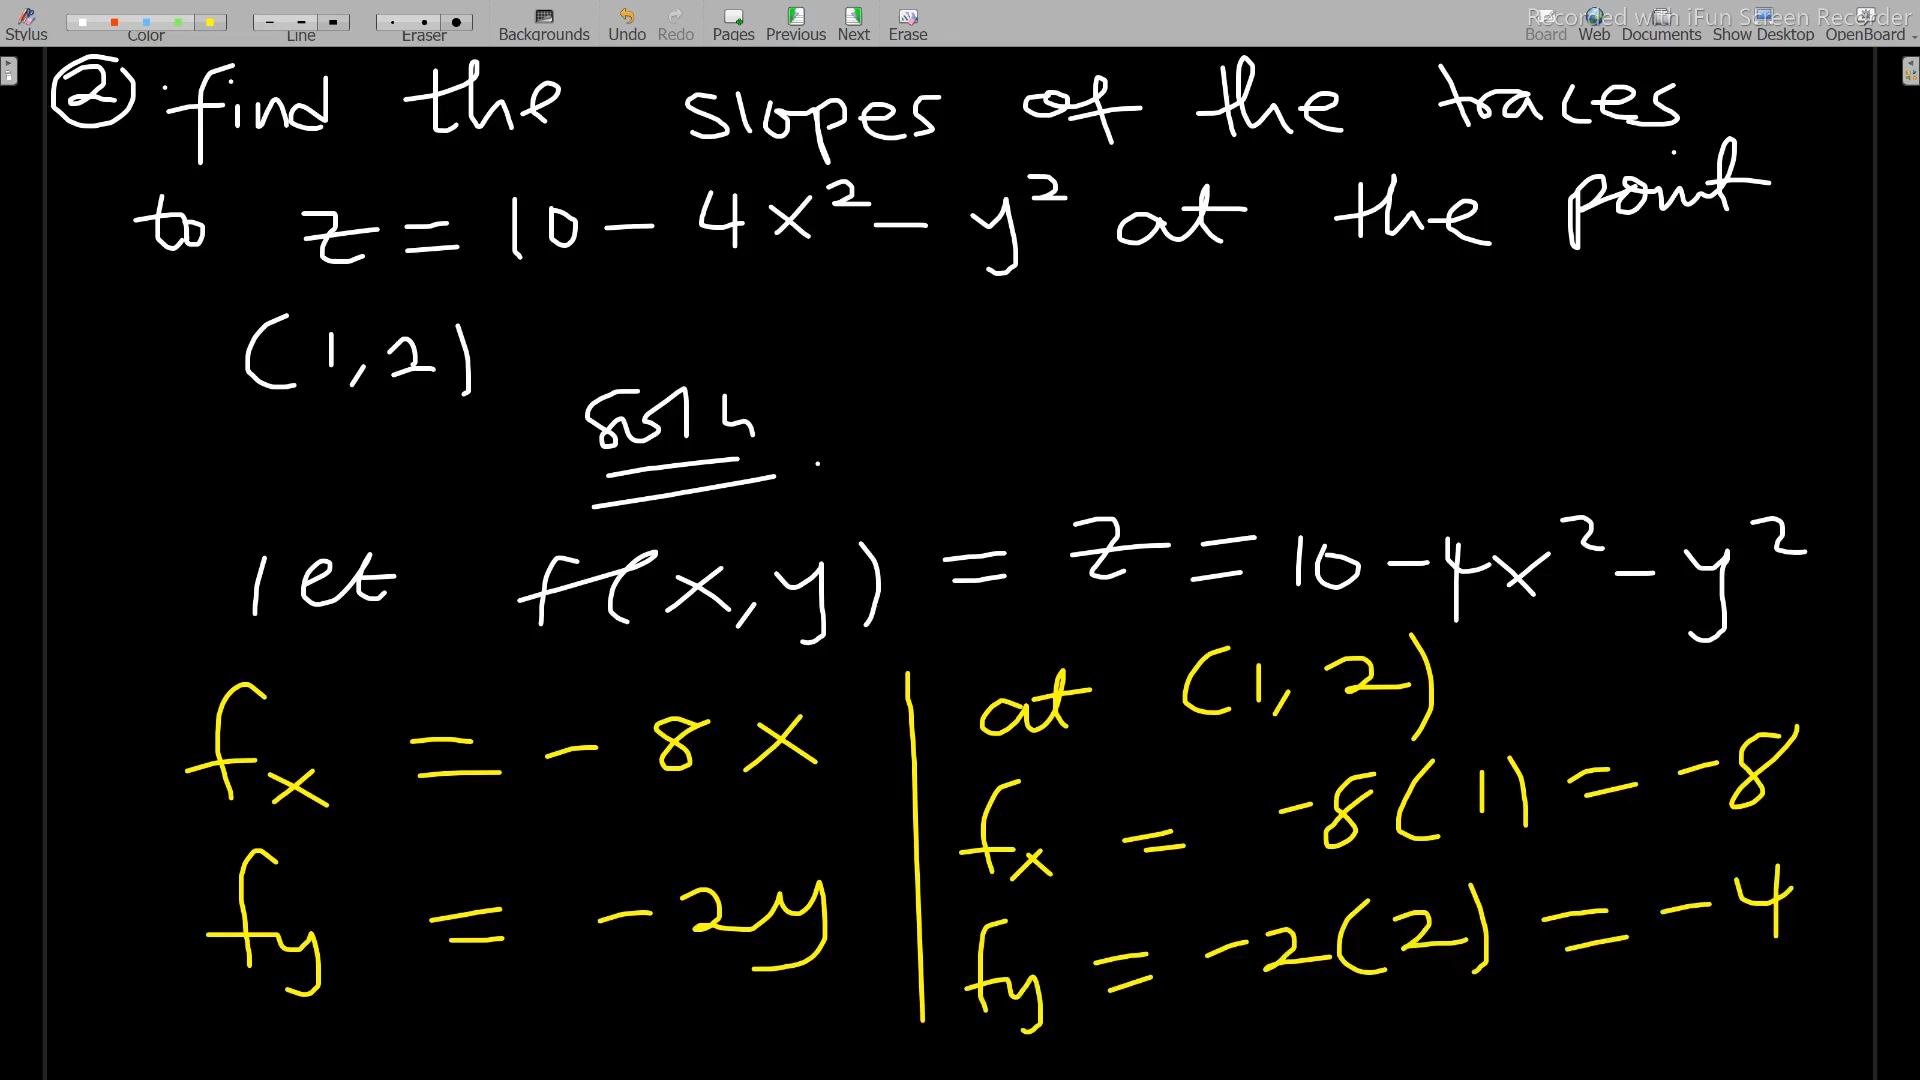 Recorded with iFun Screen Recorder
Stylus Color Line Eraser Backgrounds Undo Redo Pages Previous Next Erase Board Web Documents Show Desktop OpenBoard
② find the slopes of the traces
to z = 10 - 4x² - y² at the point
(1, 2)
soln
let f(x, y) = z = 10 - 4x² - y²
fx = -8x
fy = -2y
at (1, 2)
fx = -8(1) = -8
fy = -2(2) = -4